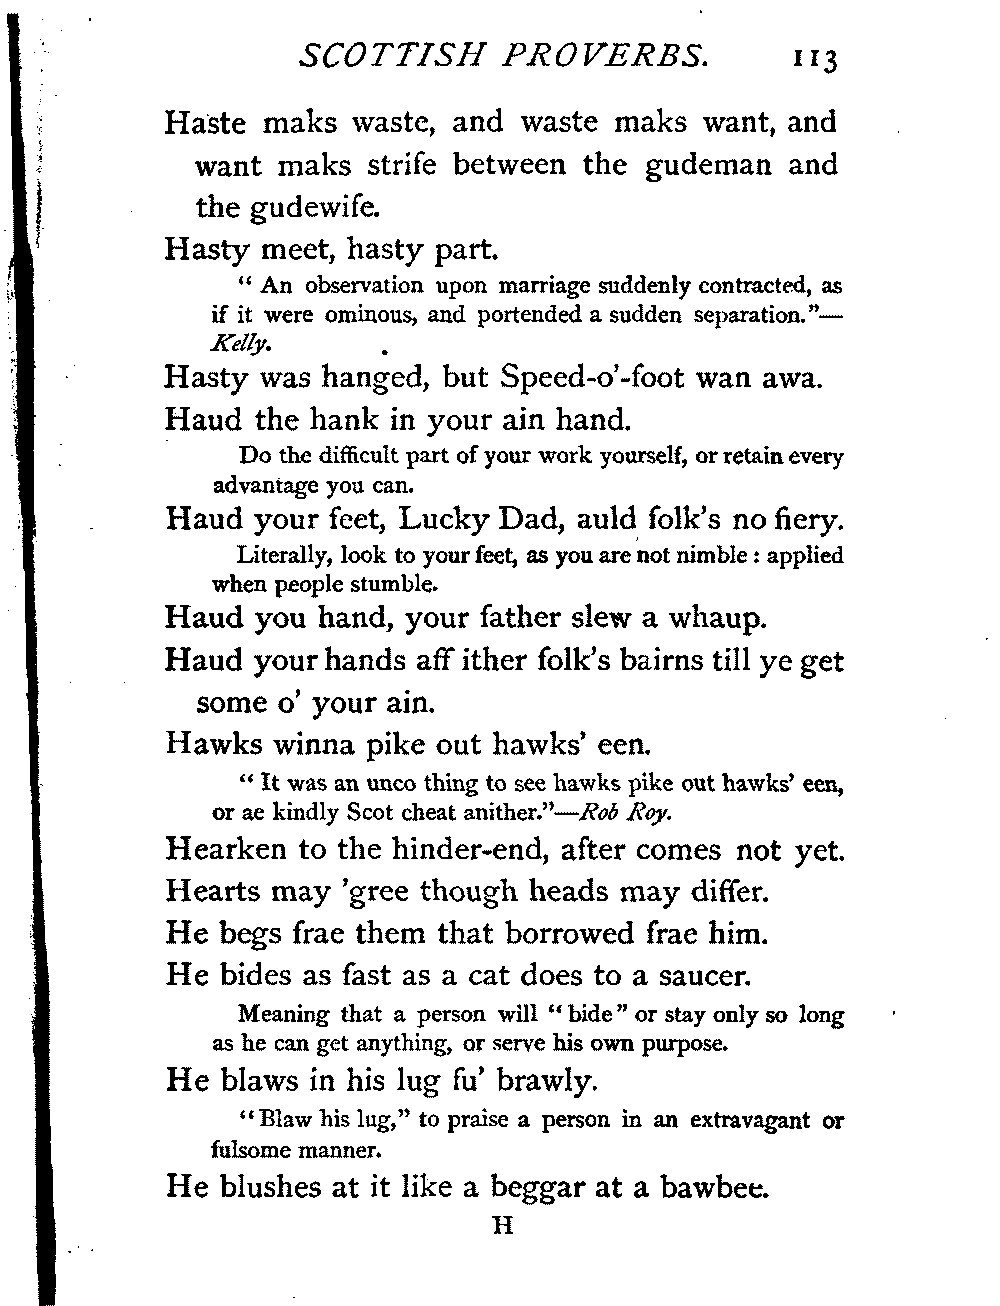 SCOTTISH PROVERBS. 113
Haste maks waste, and waste maks want, and
want maks strife between the gudeman and
the gudewife.
Hasty meet, hasty part.
“ An observation upon marriage suddenly contracted, as
if it were ominous, and portended a sudden separation.”—
Kelly.
Hasty was hanged, but Speed-o’-foot wan awa.
Haud the hank in your ain hand.
Do the difficult part of your work yourself, or retain every
advantage you can.
Haud your feet, Lucky Dad, auld folk’s no fiery.
Literally, look to your feet, as you are not nimble : applied
when people stumble.
Haud you hand, your father slew a whaup.
Haud your hands aff ither folk’s bairns till ye get
some o’ your ain.
Hawks winna pike out hawks’ een.
“ It was an unco thing to see hawks pike out hawks’ een,
or ae kindly Scot cheat anither.”—Rob Roy.
Hearken to the hinder-end, after comes not yet.
Hearts may ’gree though heads may differ.
He begs frae them that borrowed frae him.
He bides as fast as a cat does to a saucer.
Meaning that a person will “ bide ” or stay only so long
as he can get anything, or serve his own purpose.
He blaws in his lug fu’ brawly.
“ Blaw his lug,” to praise a person in an extravagant or
fulsome manner.
He blushes at it like a beggar at a bawbee.
H